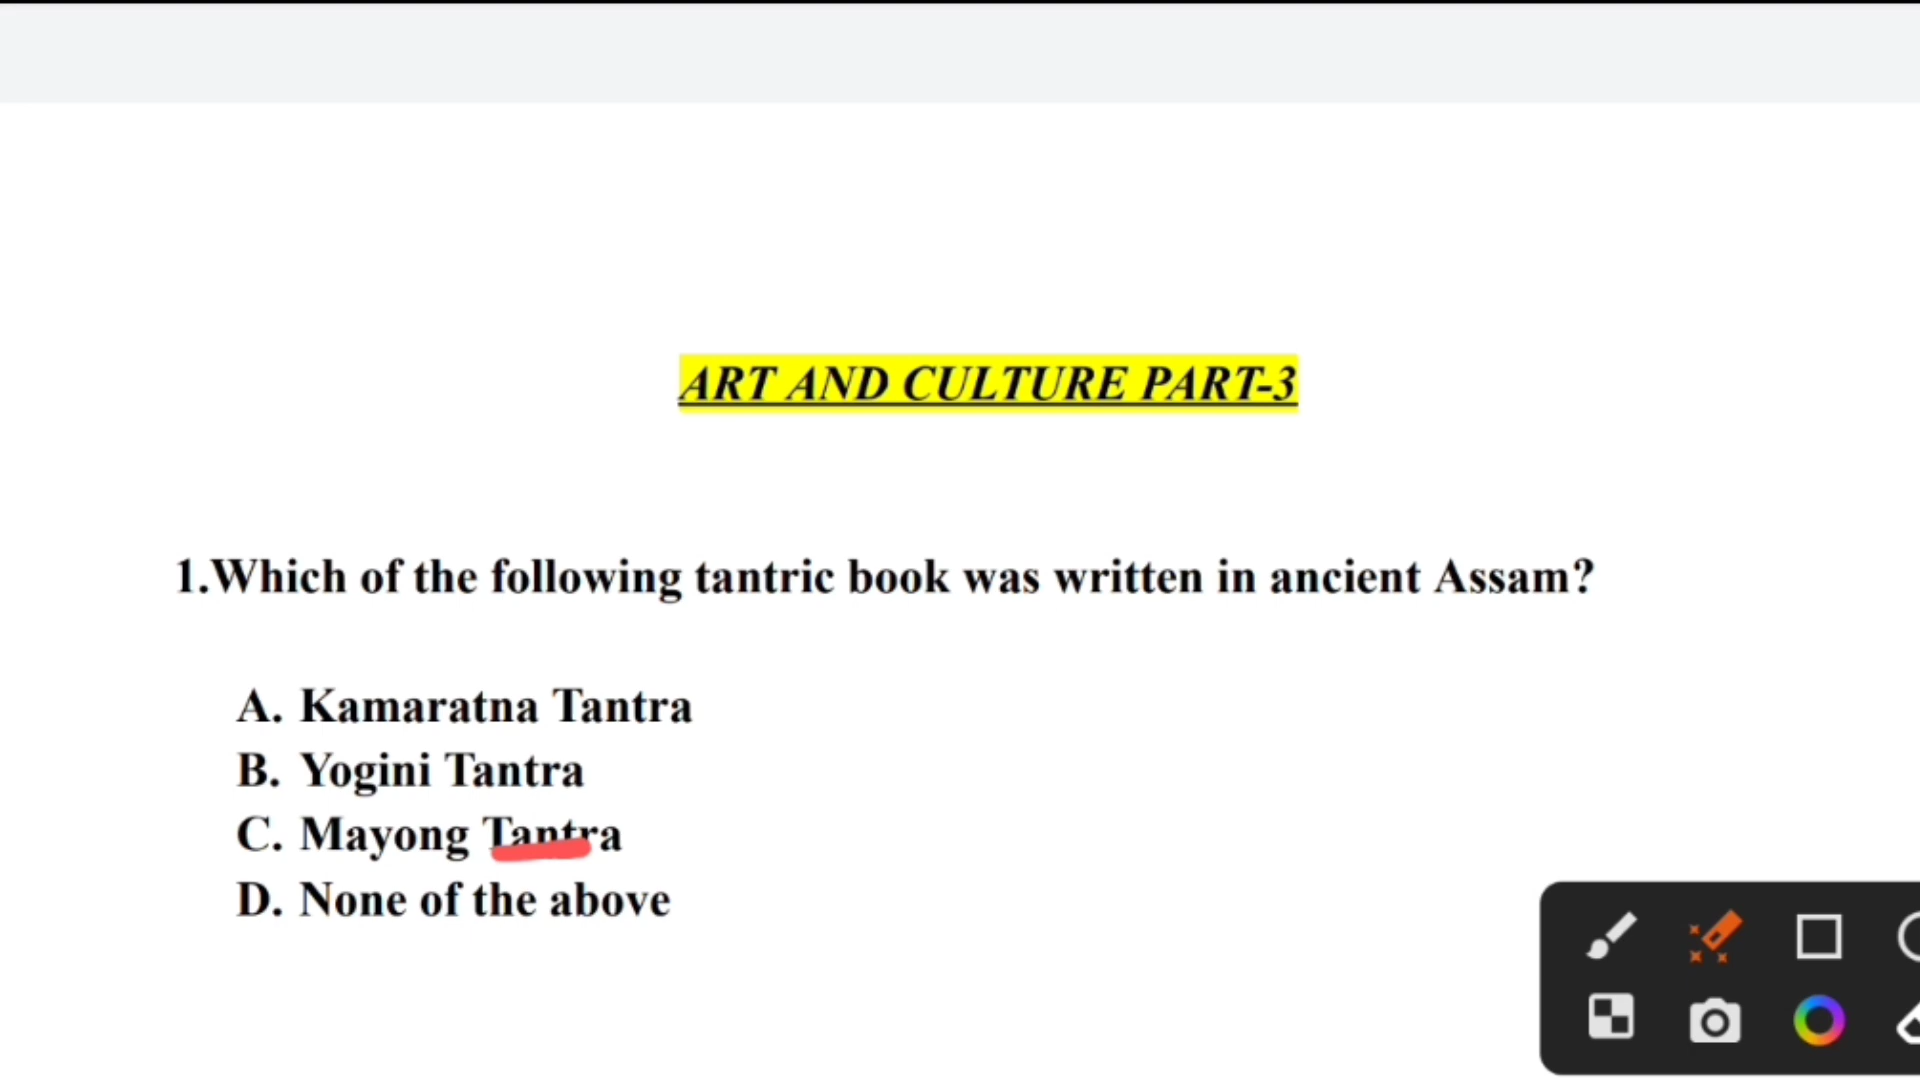 ART AND CULTURE PART-3
1.Which of the following tantric book was written in ancient Assam?
A. Kamaratna Tantra
B. Yogini Tantra
C. Mayong Tantra
D. None of the above